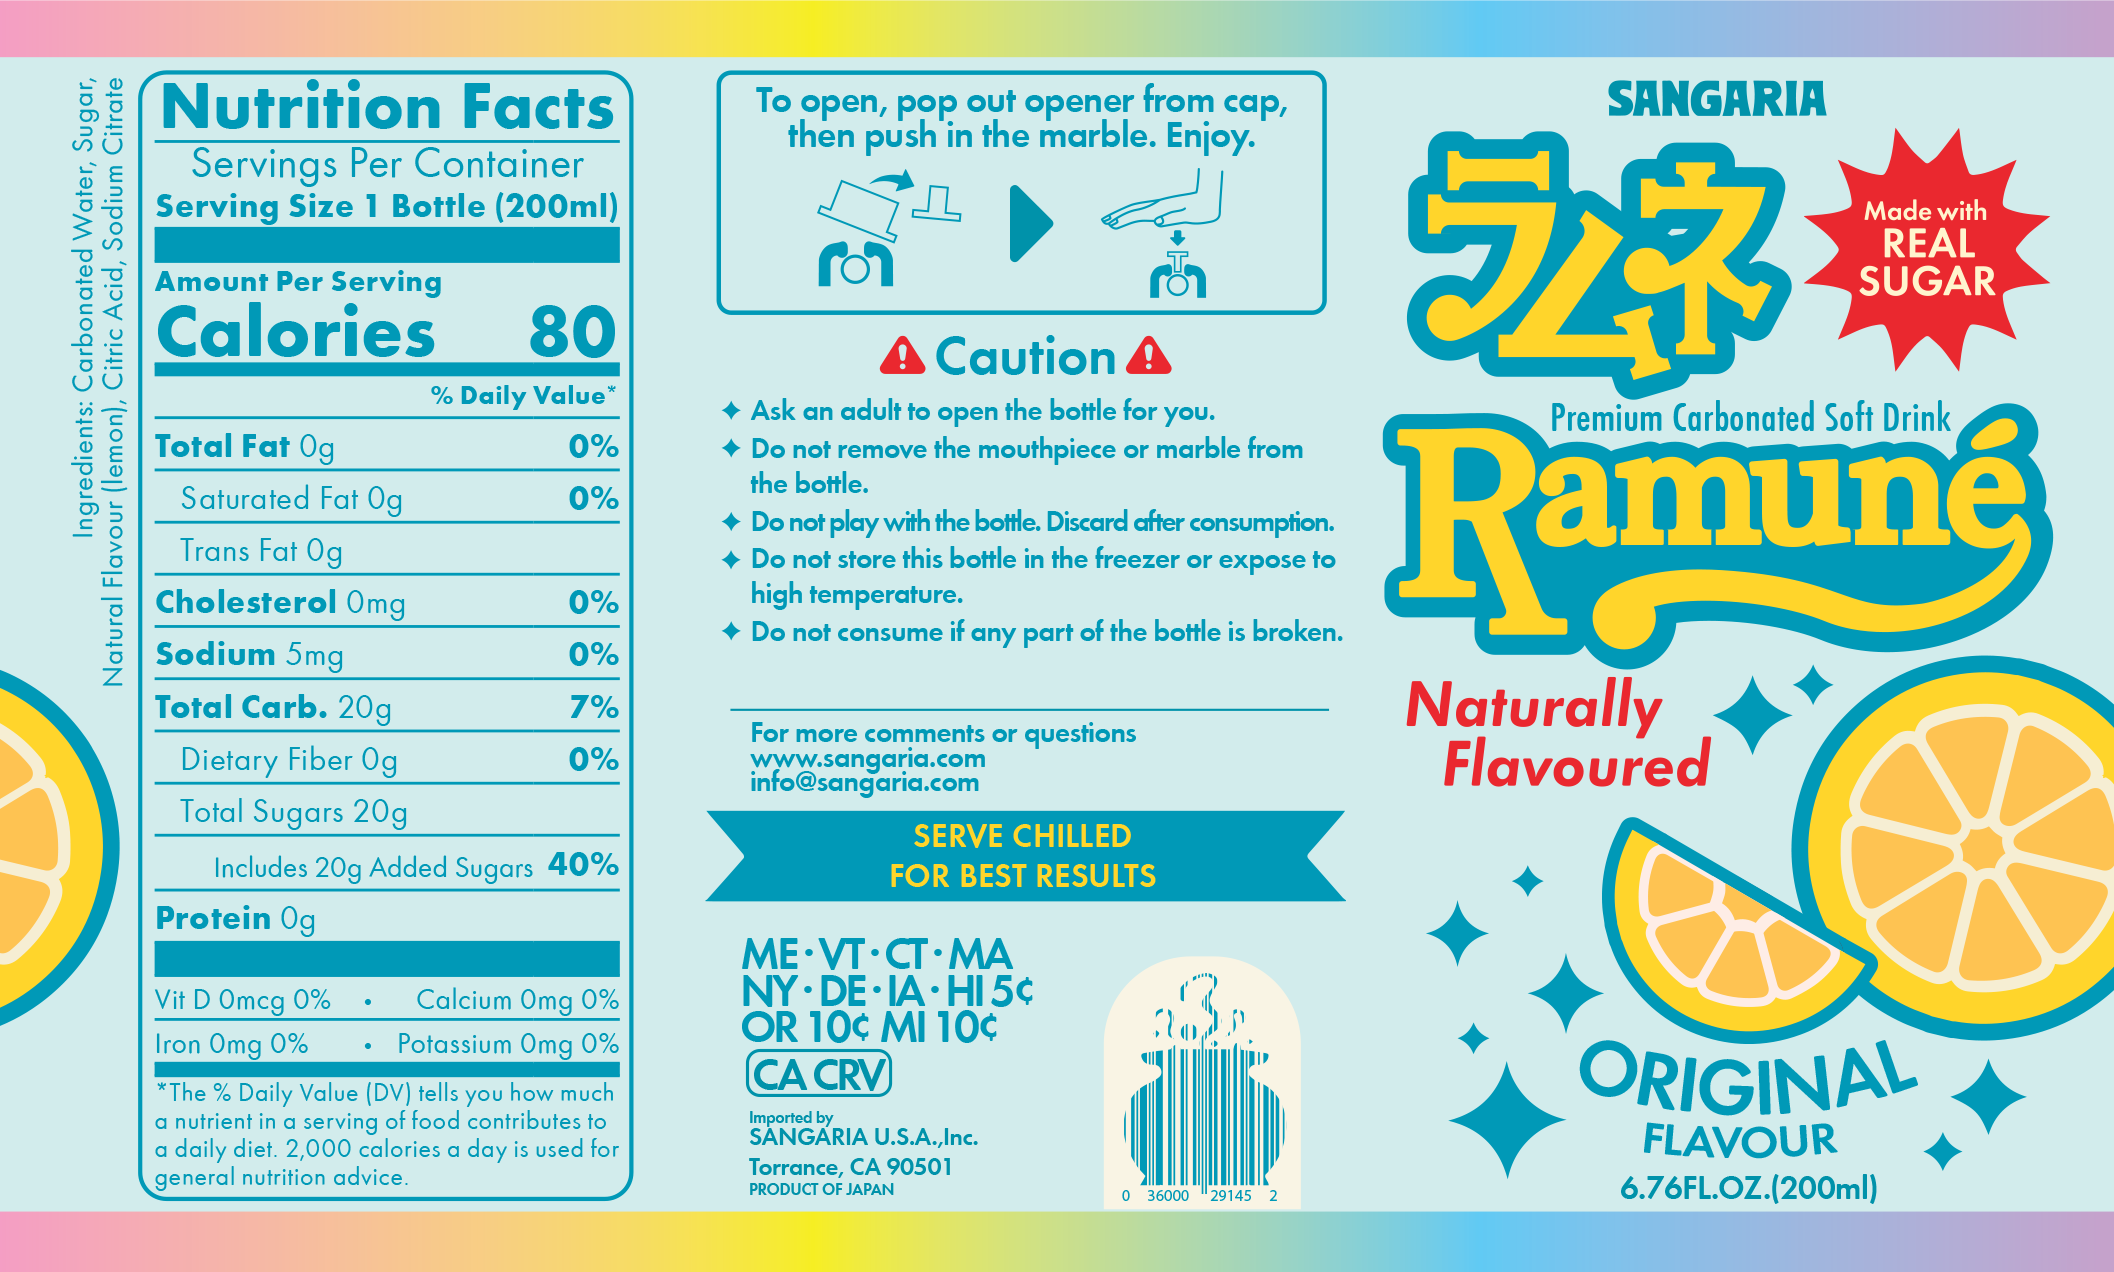 Ingredients: Carbonated Water, Sugar,
Natural Flavour (lemon), Citric Acid, Sodium Citrate
Nutrition Facts
Servings Per Container
Serving Size 1 Bottle (200ml)
Amount Per Serving
Calories 80
% Daily Value*
Total Fat 0g 0%
Saturated Fat 0g 0%
Trans Fat 0g
Cholesterol 0mg 0%
Sodium 5mg 0%
Total Carb. 20g 7%
Dietary Fiber 0g 0%
Total Sugars 20g
Includes 20g Added Sugars 40%
Protein 0g
Vit D 0mcg 0% • Calcium 0mg 0%
Iron 0mg 0% • Potassium 0mg 0%
*The % Daily Value (DV) tells you how much
a nutrient in a serving of food contributes to
a daily diet. 2,000 calories a day is used for
general nutrition advice.
To open, pop out opener from cap,
then push in the marble. Enjoy.
Caution
Ask an adult to open the bottle for you.
Do not remove the mouthpiece or marble from
the bottle.
Do not play with the bottle. Discard after consumption.
Do not store this bottle in the freezer or expose to
high temperature.
Do not consume if any part of the bottle is broken.
For more comments or questions
www.sangaria.com
info@sangaria.com
SERVE CHILLED
FOR BEST RESULTS
ME · VT · CT · MA
NY · DE · IA · HI 5¢
OR 10¢ MI 10¢
CA CRV
Imported by
SANGARIA U.S.A.,Inc.
Torrance, CA 90501
PRODUCT OF JAPAN
0 36000 29145 2
SANGARIA
ラムネ
Made with
REAL
SUGAR
Premium Carbonated Soft Drink
Ramuné
Naturally
Flavoured
ORIGINAL
FLAVOUR
6.76FL.OZ.(200ml)